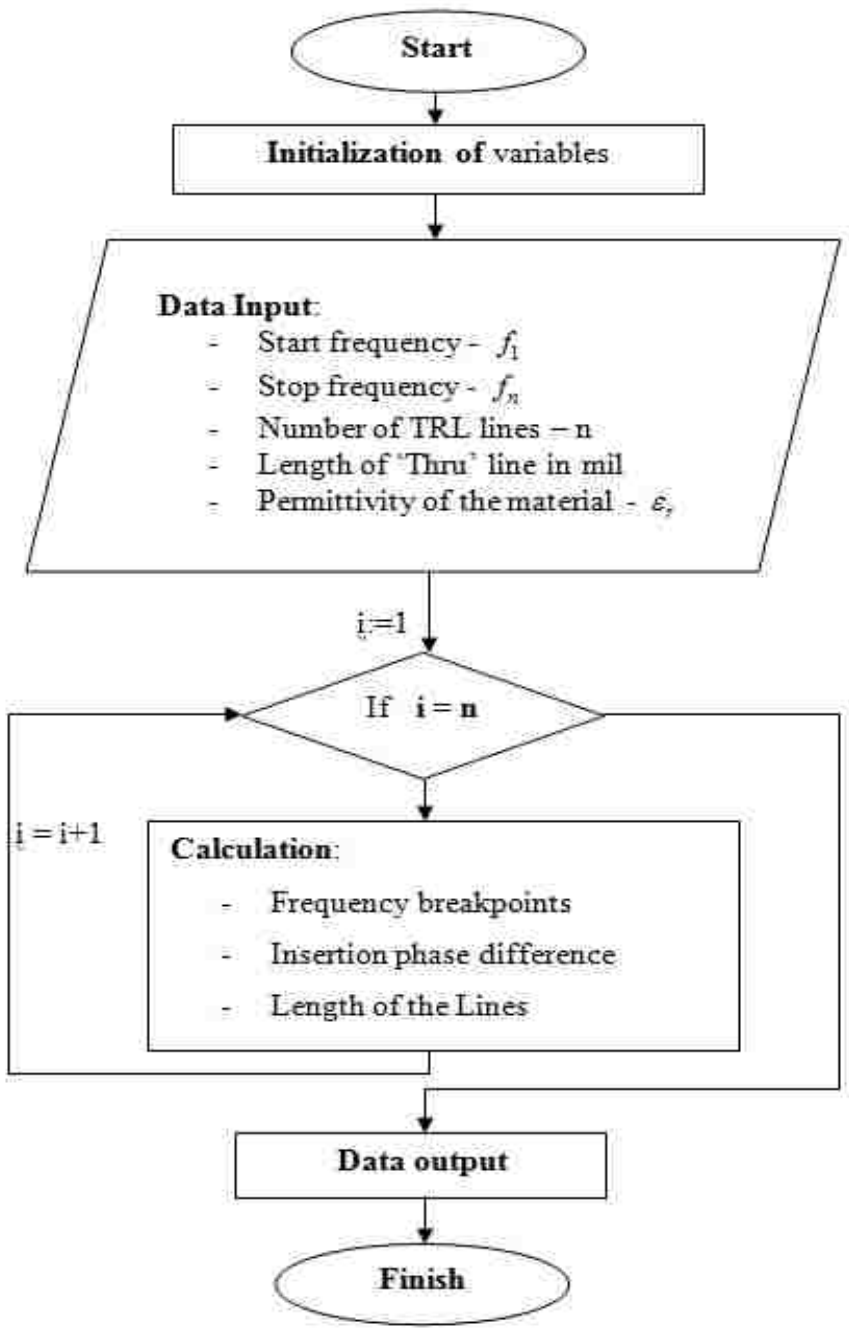 Start
Initialization of variables
Data Input:
- Start frequency - f₁
- Stop frequency - fₙ
- Number of TRL lines – n
- Length of ‘Thru’ line in mil
- Permittivity of the material - εᵣ
i:=1
If i = n
i = i+1
Calculation:
- Frequency breakpoints
- Insertion phase difference
- Length of the Lines
Data output
Finish